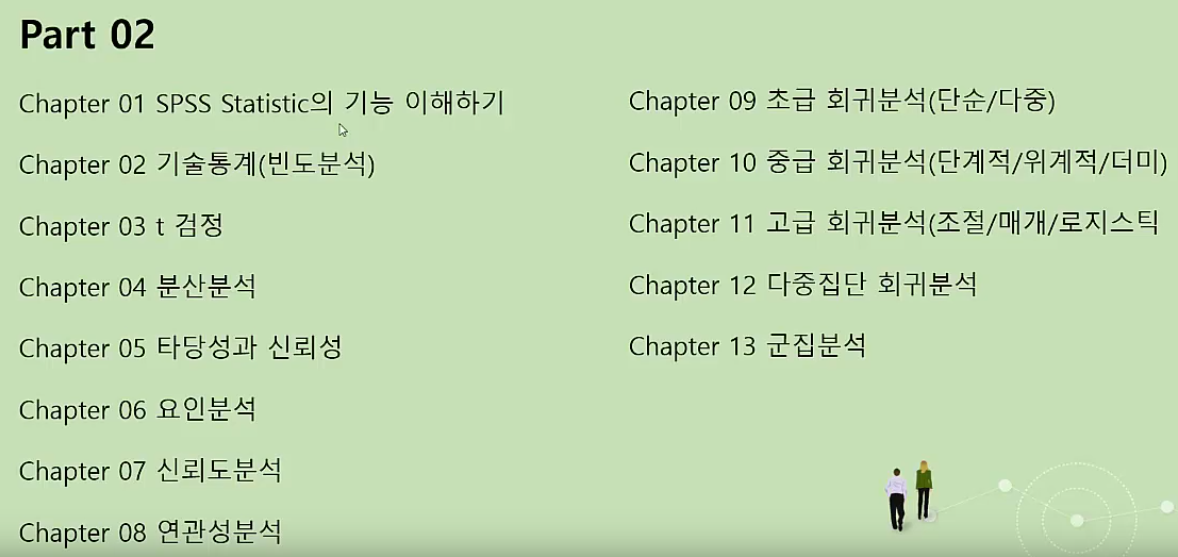 Part 02
Chapter 01 SPSS Statistic의 기능 이해하기
Chapter 02 기술통계(빈도분석)
Chapter 03 t 검정
Chapter 04 분산분석
Chapter 05 타당성과 신뢰성
Chapter 06 요인분석
Chapter 07 신뢰도분석
Chapter 08 연관성분석
Chapter 09 초급 회귀분석(단순/다중)
Chapter 10 중급 회귀분석(단계적/위계적/더미)
Chapter 11 고급 회귀분석(조절/매개/로지스틱
Chapter 12 다중집단 회귀분석
Chapter 13 군집분석